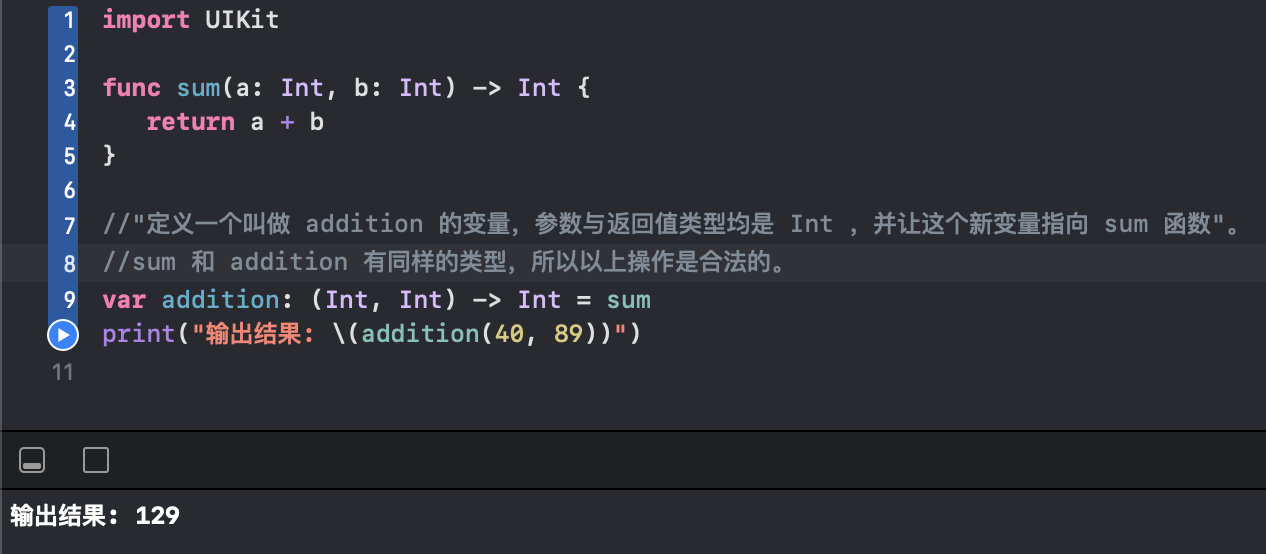 1 import UIKit
2
3 func sum(a: Int, b: Int) -> Int {
4    return a + b
5 }
6
7 //"定义一个叫做 addition 的变量，参数与返回值类型均是 Int ，并让这个新变量指向 sum 函数"。
8 //sum 和 addition 有同样的类型，所以以上操作是合法的。
9 var addition: (Int, Int) -> Int = sum
print("输出结果: \(addition(40, 89))")
11
输出结果: 129